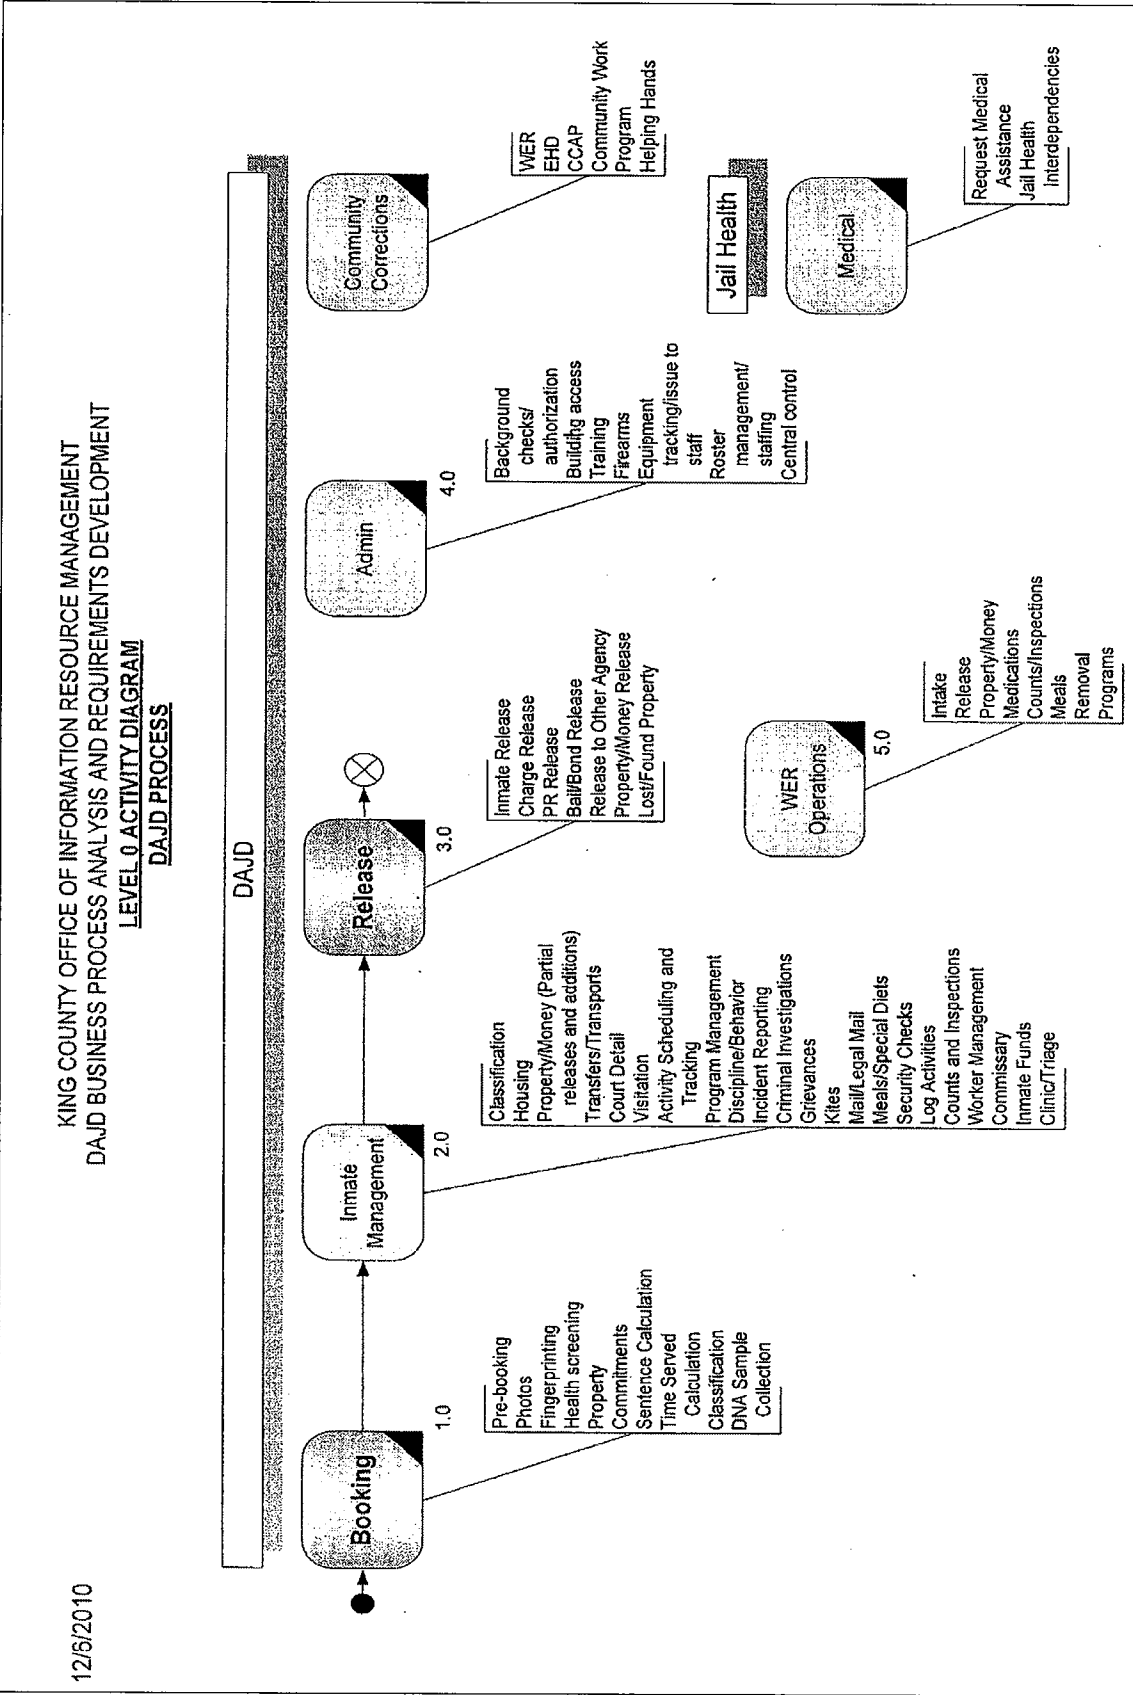 12/6/2010
KING COUNTY OFFICE OF INFORMATION RESOURCE MANAGEMENT
DAJD BUSINESS PROCESS ANALYSIS AND REQUIREMENTS DEVELOPMENT
LEVEL 0 ACTIVITY DIAGRAM
DAJD PROCESS
DAJD
Booking
1.0
Pre-booking
Photos
Fingerprinting
Health screening
Property
Commitments
Sentence Calculation
Time Served
Calculation
Classification
DNA Sample
Collection
Inmate
Management
2.0
Classification
Housing
Property/Money (Partial
releases and additions)
Transfers/Transports
Court Detail
Visitation
Activity Scheduling and
Tracking
Program Management
Discipline/Behavior
Incident Reporting
Criminal Investigations
Grievances
Kites
Mail/Legal Mail
Meals/Special Diets
Security Checks
Log Activities
Counts and Inspections
Worker Management
Commissary
Inmate Funds
Clinic/Triage
Release
3.0
Inmate Release
Charge Release
PR Release
Bail/Bond Release
Release to Other Agency
Property/Money Release
Lost/Found Property
Admin
4.0
Background
checks/
authorization
Building access
Training
Firearms
Equipment
tracking/issue to
staff
Roster
management/
staffing
Central control
Community
Corrections
WER
EHD
CCAP
Community Work
Program
Helping Hands
WER
Operations
5.0
Intake
Release
Property/Money
Medications
Counts/Inspections
Meals
Removal
Programs
Jail Health
Medical
Request Medical
Assistance
Jail Health
Interdependencies